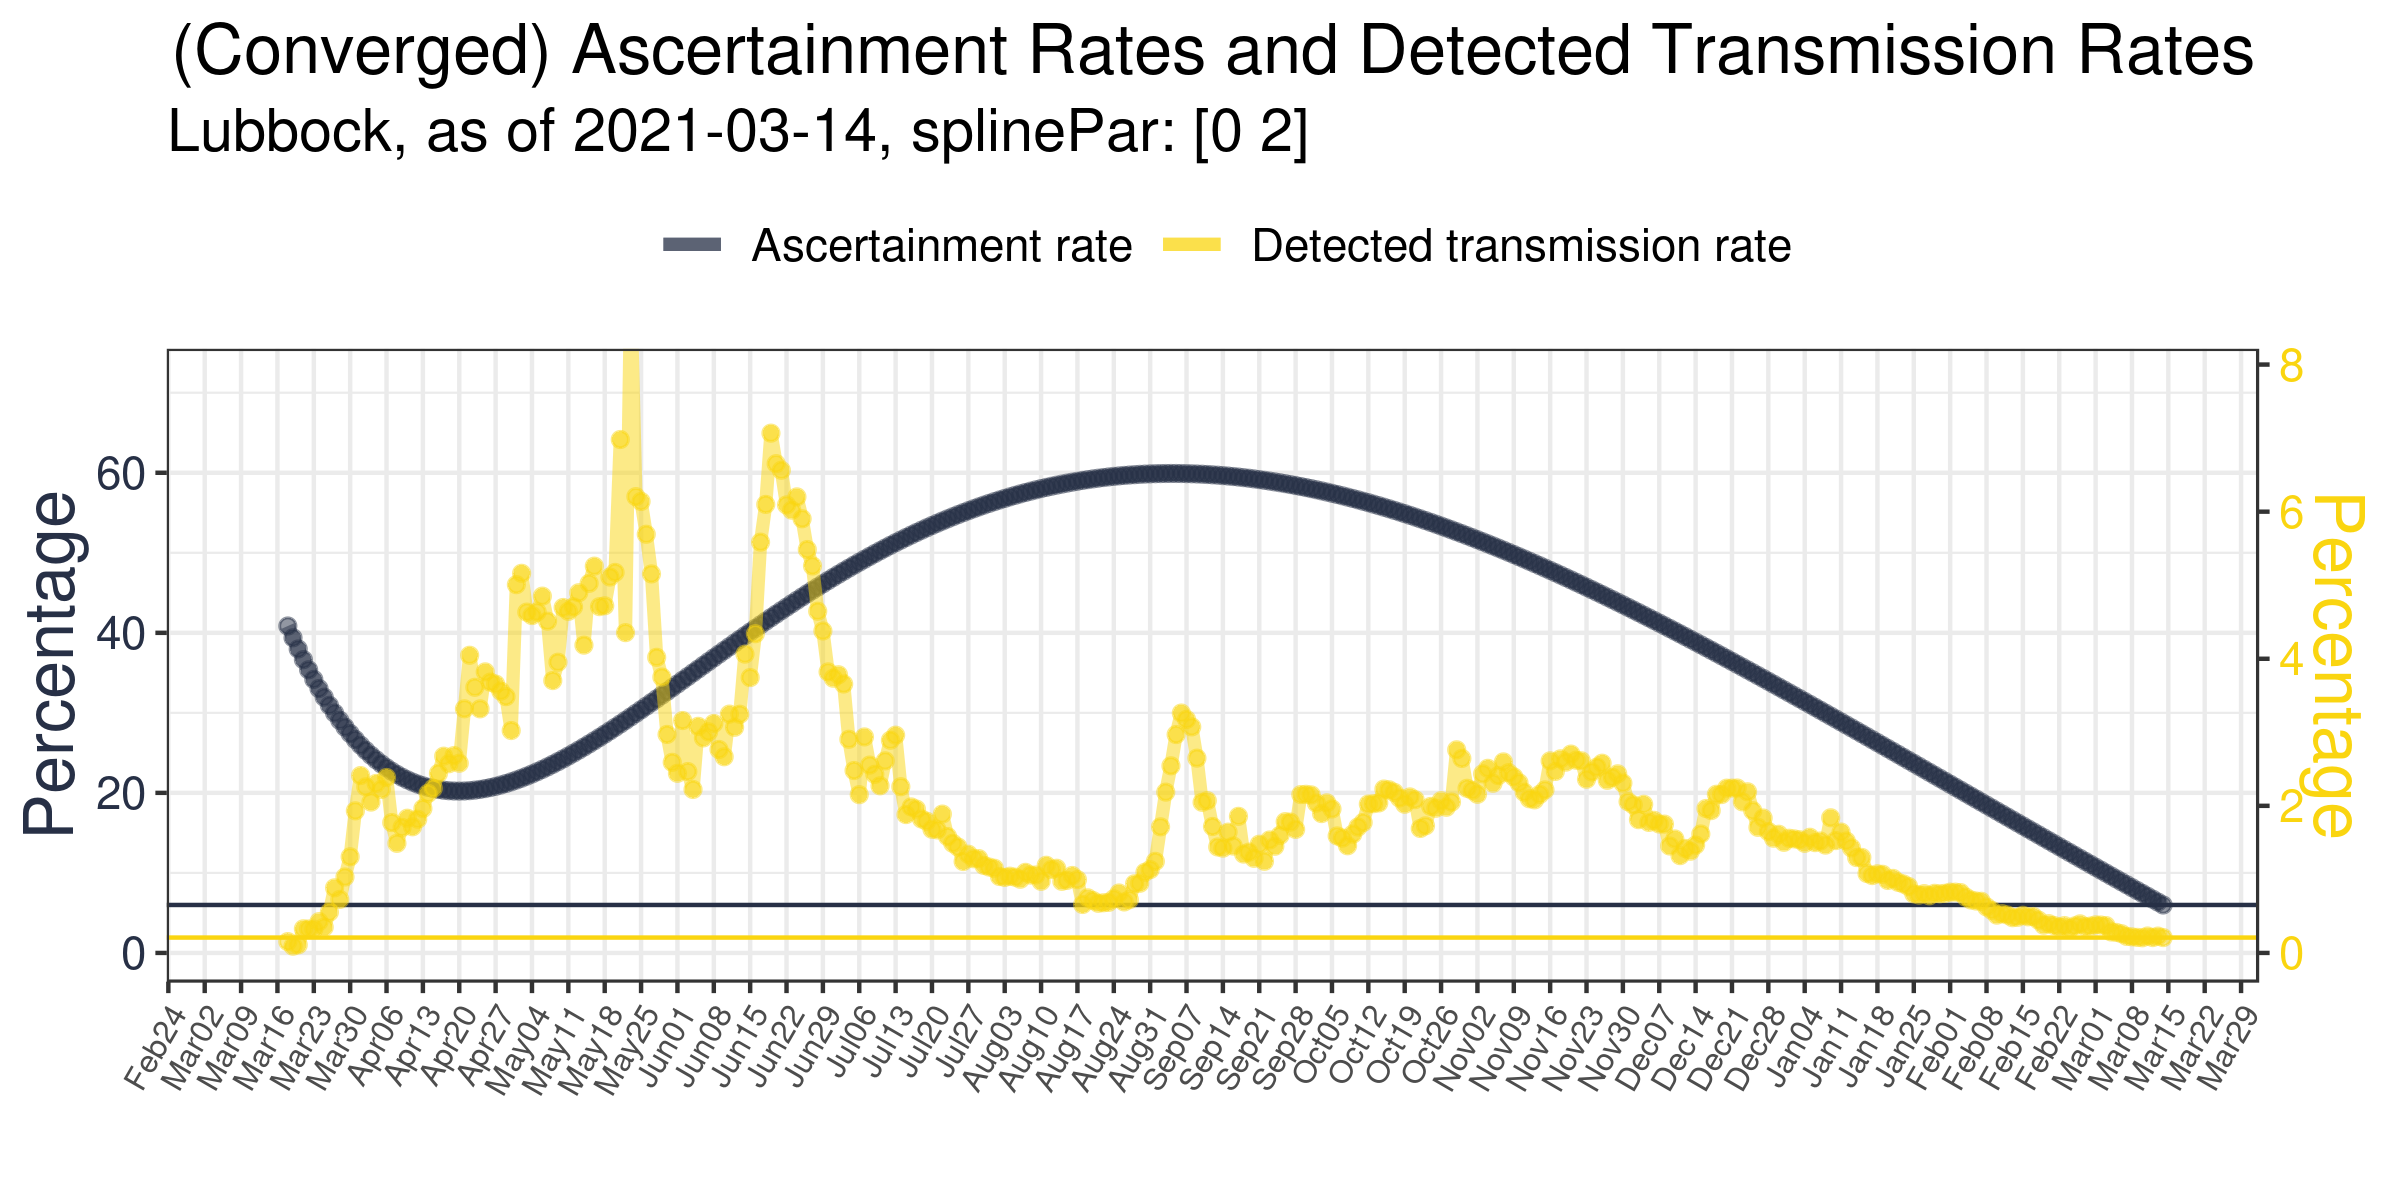 (Converged) Ascertainment Rates and Detected Transmission Rates
Lubbock, as of 2021-03-14, splinePar: [0 2]
Ascertainment rate
Detected transmission rate
Percentage
60
40
20
0
8
6
4
2
0
Percentage
Feb24
Mar02
Mar09
Mar16
Mar23
Mar30
Apr06
Apr13
Apr20
Apr27
May04
May11
May18
May25
Jun01
Jun08
Jun15
Jun22
Jun29
Jul06
Jul13
Jul20
Jul27
Aug03
Aug10
Aug17
Aug24
Aug31
Sep07
Sep14
Sep21
Sep28
Oct05
Oct12
Oct19
Oct26
Nov02
Nov09
Nov16
Nov23
Nov30
Dec07
Dec14
Dec21
Dec28
Jan04
Jan11
Jan18
Jan25
Feb01
Feb08
Feb15
Feb22
Mar01
Mar08
Mar15
Mar22
Mar29